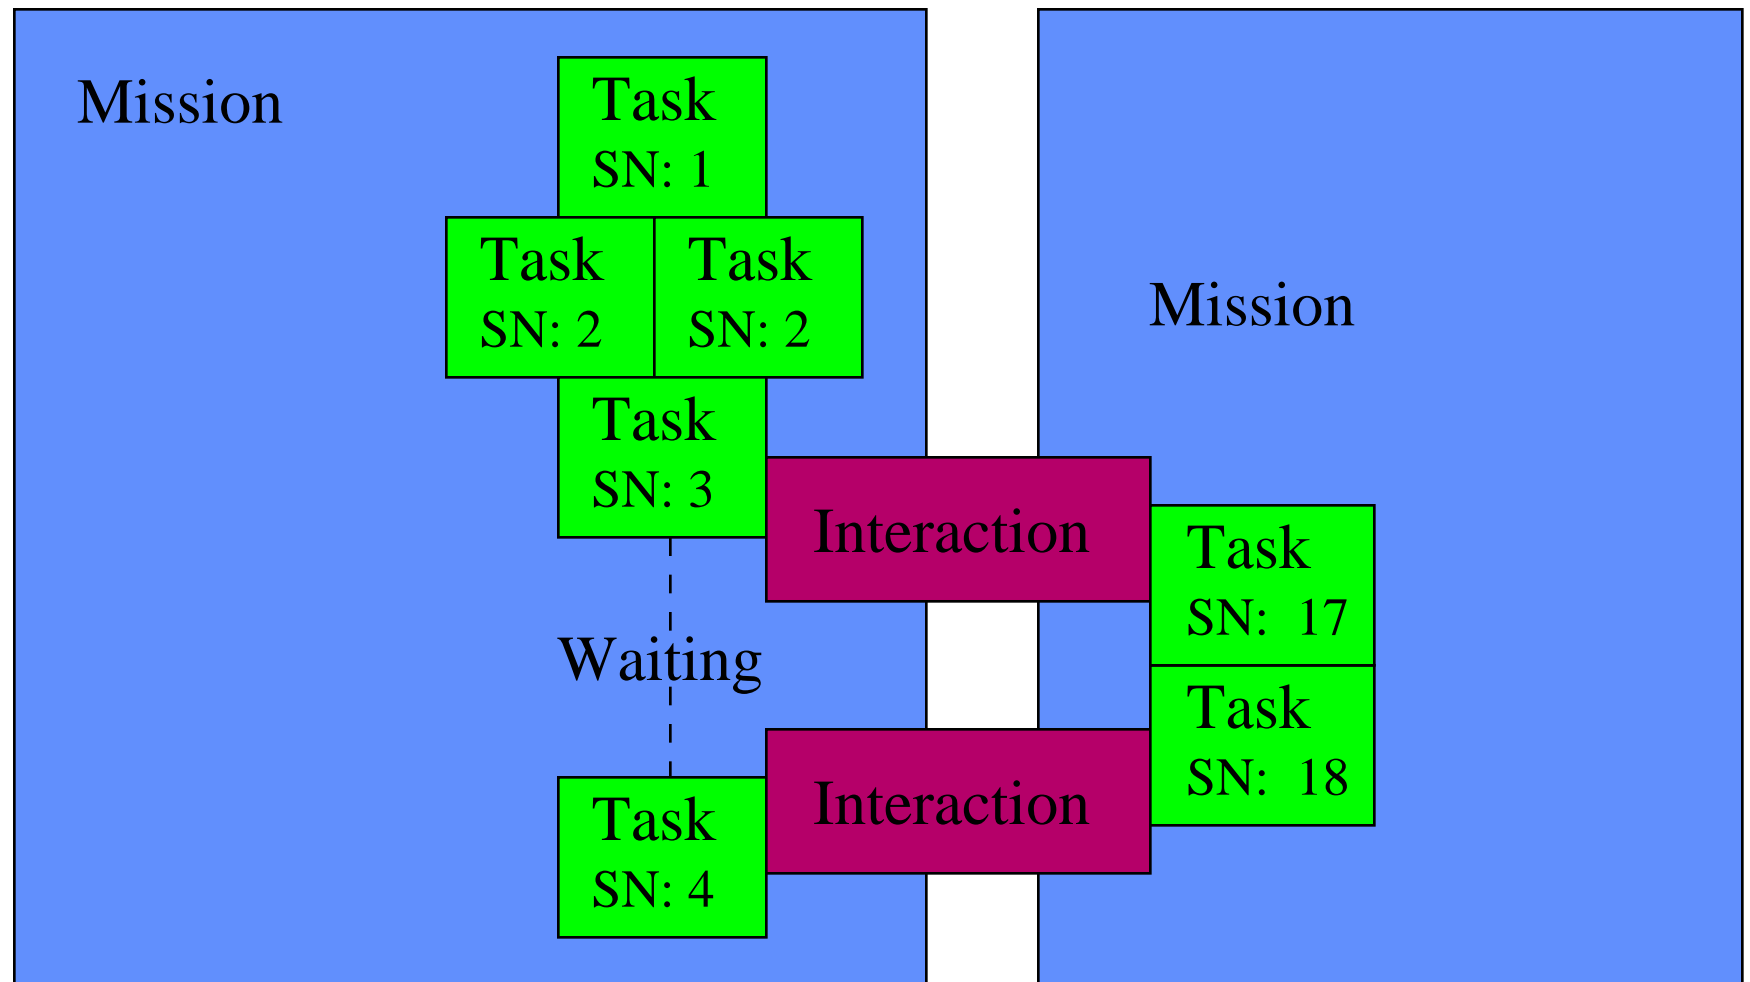 Mission
Task
SN: 1
Task
SN: 2
Task
SN: 2
Task
SN: 3
Waiting
Task
SN: 4
Interaction
Interaction
Mission
Task
SN:  17
Task
SN:  18